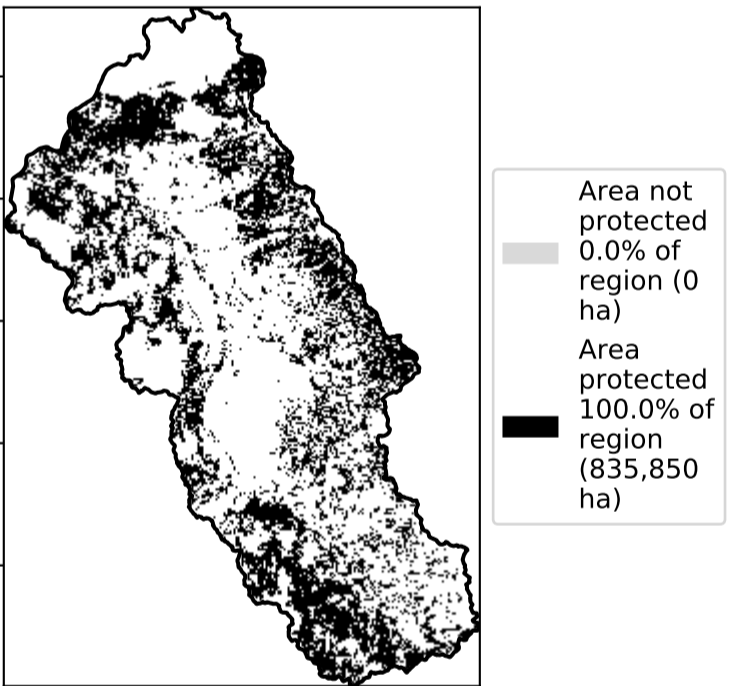 Area not
protected
0.0% of
region (0
ha)
Area
protected
100.0% of
region
(835,850
ha)